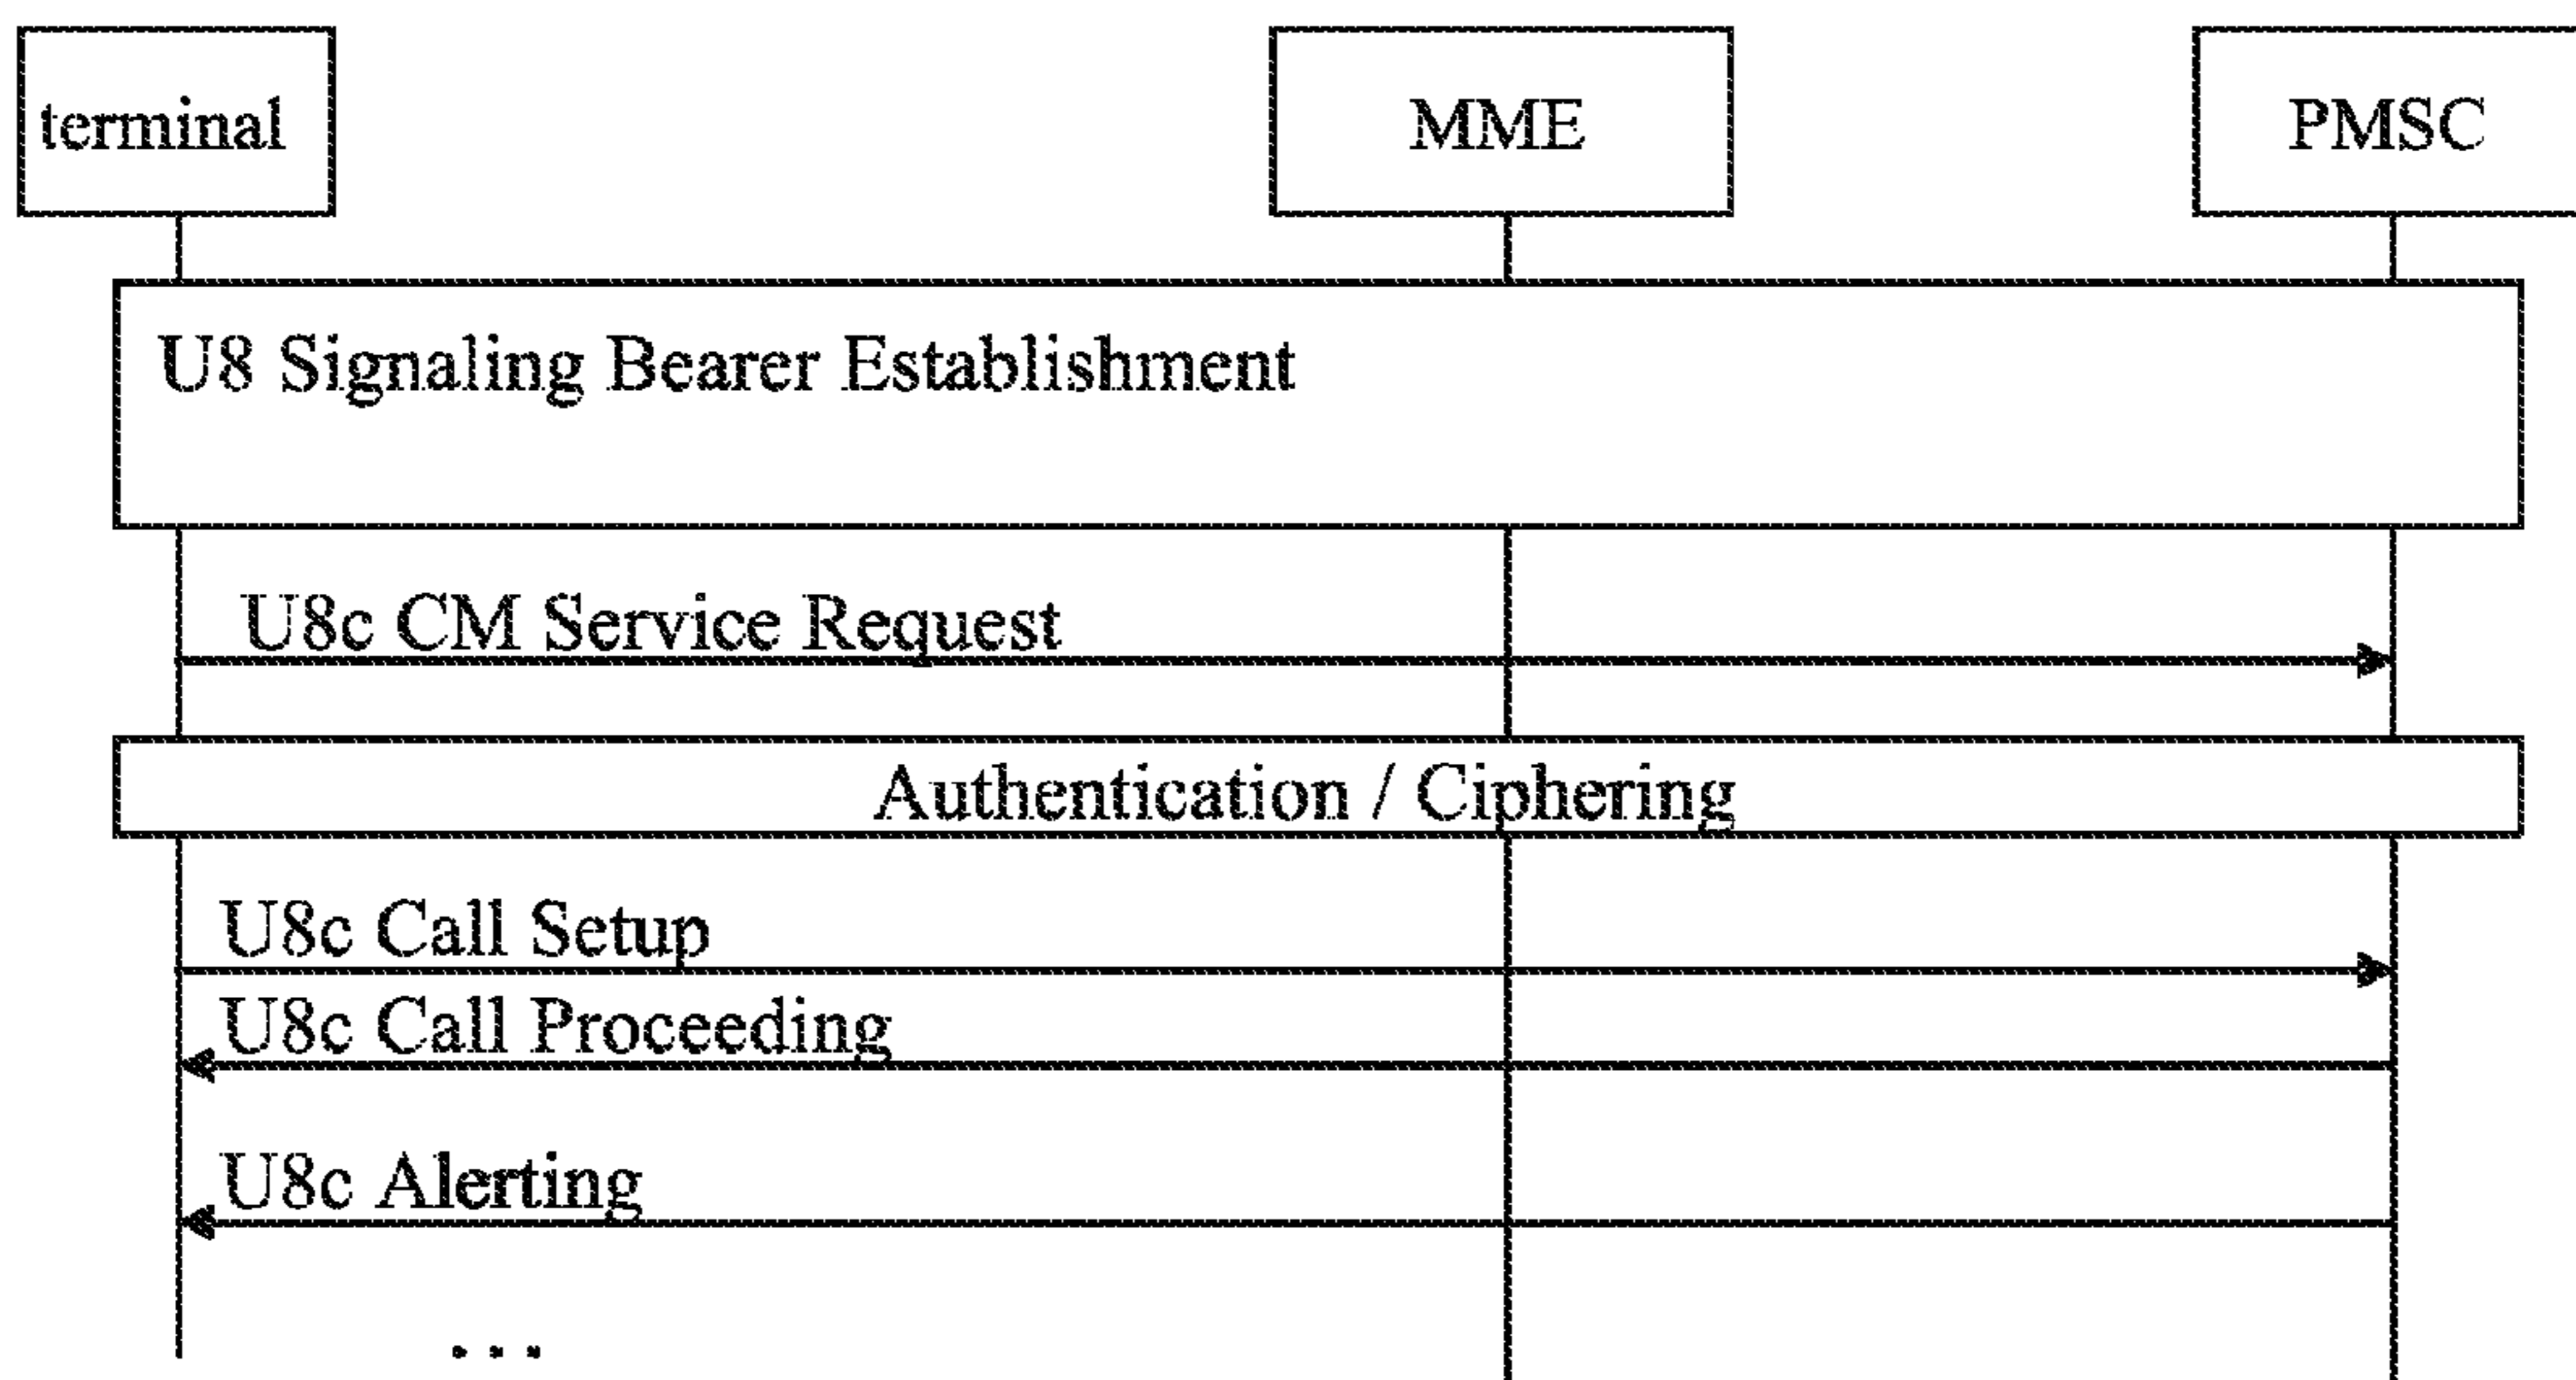 terminal
MME
PMSC
U8 Signaling Bearer Establishment
U8c CM Service Request
Authentication / Ciphering
U8c Call Setup
U8c Call Proceeding
U8c Alerting
...